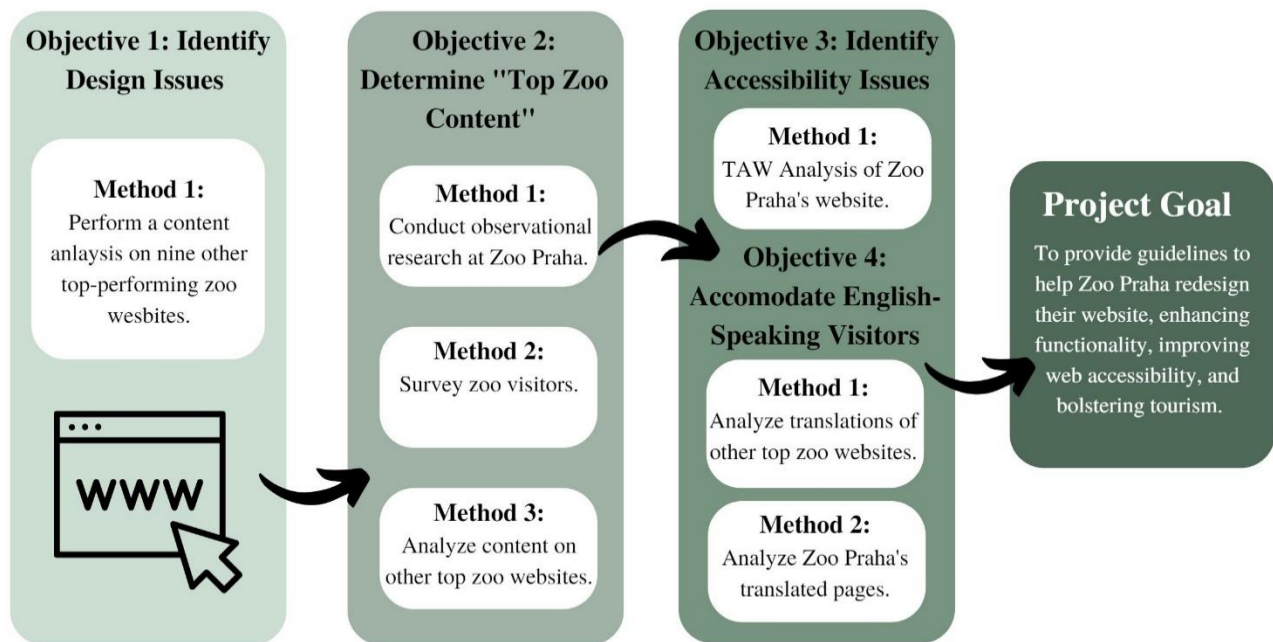 Objective 1: Identify
Design Issues
Method 1:
Perform a content
anlaysis on nine other
top-performing zoo
wesbites.
WWW
Objective 2:
Determine "Top Zoo
Content"
Method 1:
Conduct observational
research at Zoo Praha.
Method 2:
Survey zoo visitors.
Method 3:
Analyze content on
other top zoo websites.
Objective 3: Identify
Accessibility Issues
Method 1:
TAW Analysis of Zoo
Praha's website.
Objective 4:
Accomodate English-
Speaking Visitors
Method 1:
Analyze translations of
other top zoo websites.
Method 2:
Analyze Zoo Praha's
translated pages.
Project Goal
To provide guidelines to
help Zoo Praha redesign
their website, enhancing
functionality, improving
web accessibility, and
bolstering tourism.